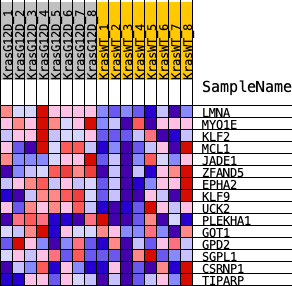 KrasG12D_1
KrasG12D_2
KrasG12D_3
KrasG12D_4
KrasG12D_5
KrasG12D_6
KrasG12D_7
KrasG12D_8
KrasWT_1
KrasWT_2
KrasWT_3
KrasWT_4
KrasWT_5
KrasWT_6
KrasWT_7
KrasWT_8
SampleName
LMNA
MYO1E
KLF2
MCL1
JADE1
ZFAND5
EPHA2
KLF9
UCK2
PLEKHA1
GOT1
GPD2
SGPL1
CSRNP1
TIPARP